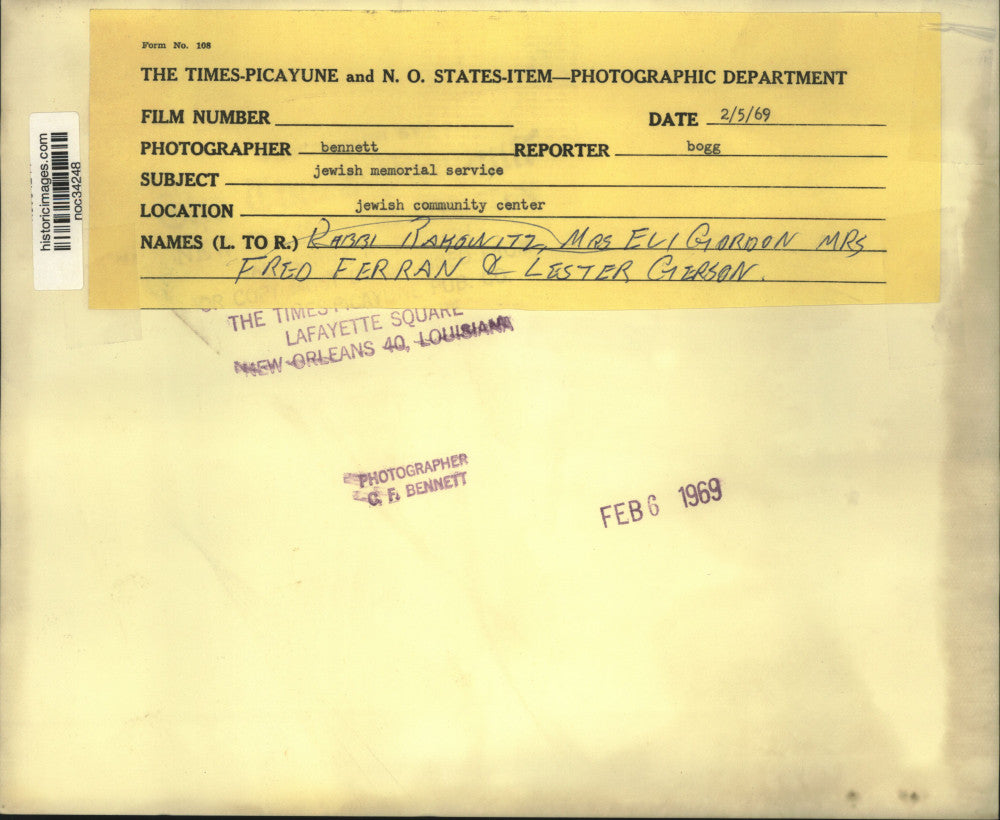 Form No. 108
THE TIMES-PICAYUNE and N. O. STATES-ITEM—PHOTOGRAPHIC DEPARTMENT
FILM NUMBER
DATE 2/5/69
PHOTOGRAPHER bennett REPORTER bogg
SUBJECT jewish memorial service
LOCATION jewish community center
NAMES (L. TO R.) RABBI RAHOWITZ, MRS ELI GORDON MRS
FRED FERRAN & LESTER GERSON.
historicimages.com
noc34248
THE TIMES-PICAYUNE PUB.
LAFAYETTE SQUARE
NEW ORLEANS 40, LOUISIANA
PHOTOGRAPHER
C. F. BENNETT
FEB 6 1969